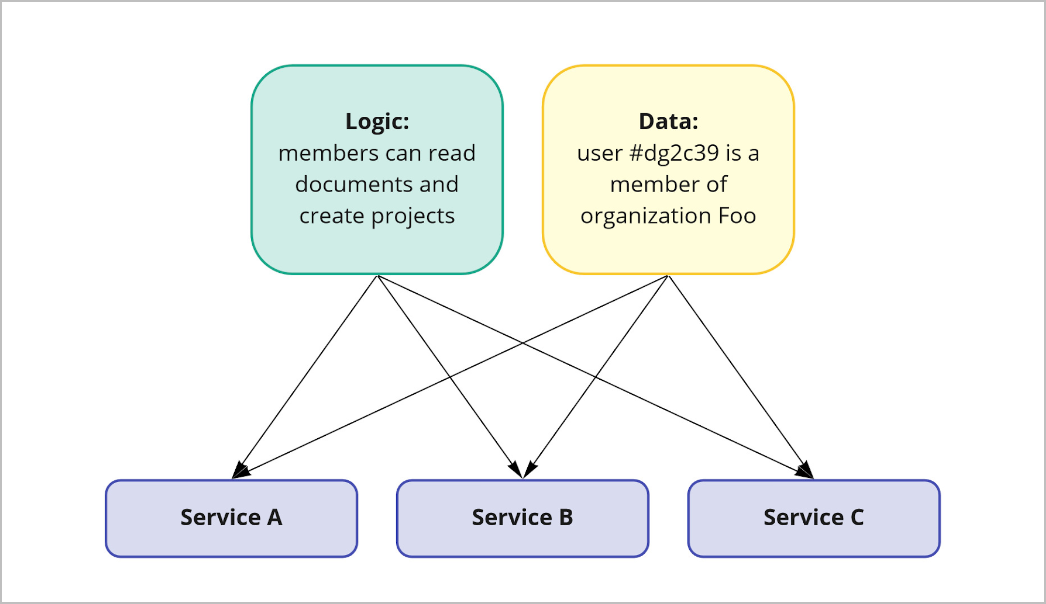 Logic:
members can read
documents and
create projects
Data:
user #dg2c39 is a
member of
organization Foo
Service A
Service B
Service C